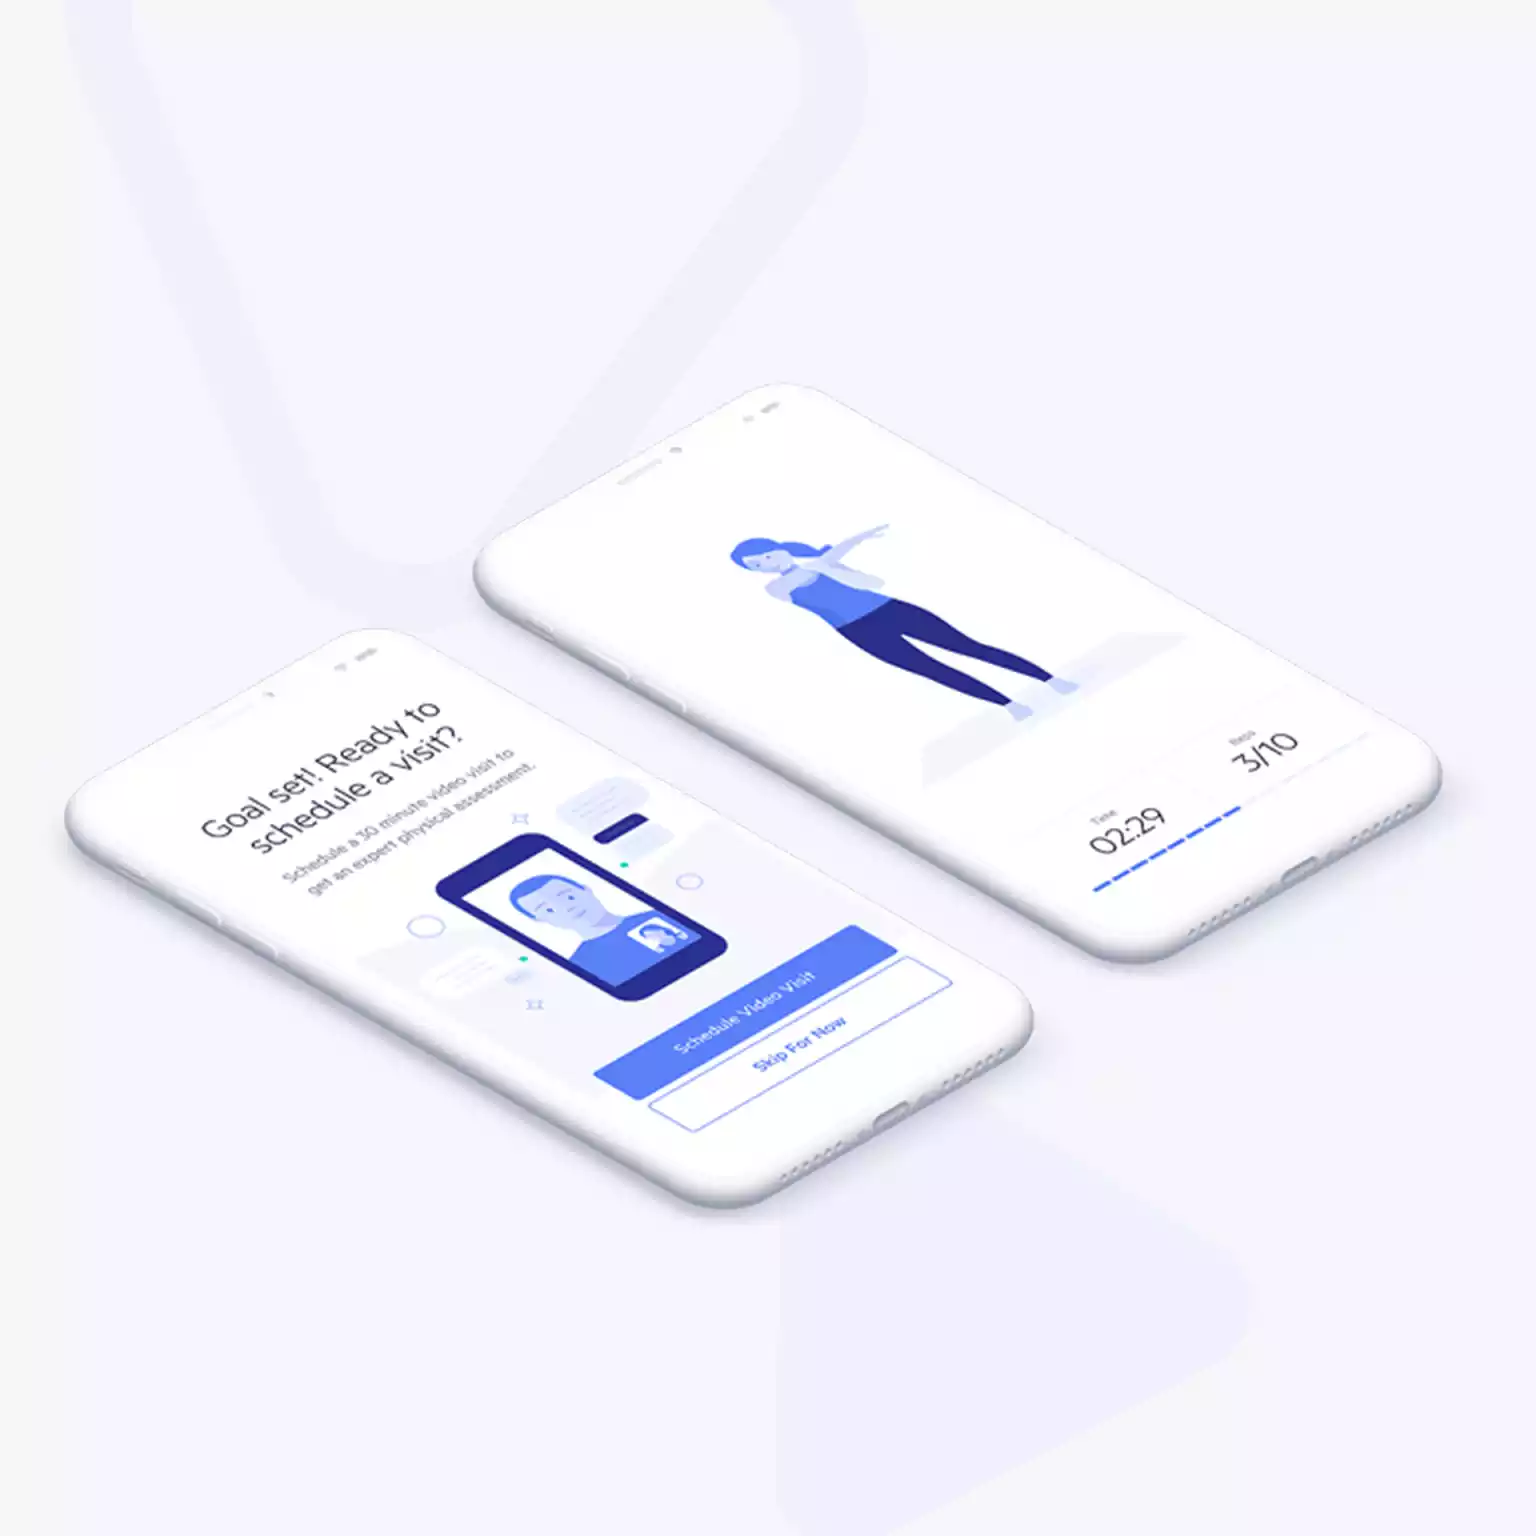 Goal set! Ready to
schedule a visit?
Schedule a 30 minute video visit to
get an expert physical assessment.
Schedule Video Visit
Skip For Now
Time
02:29
Reps
3/10